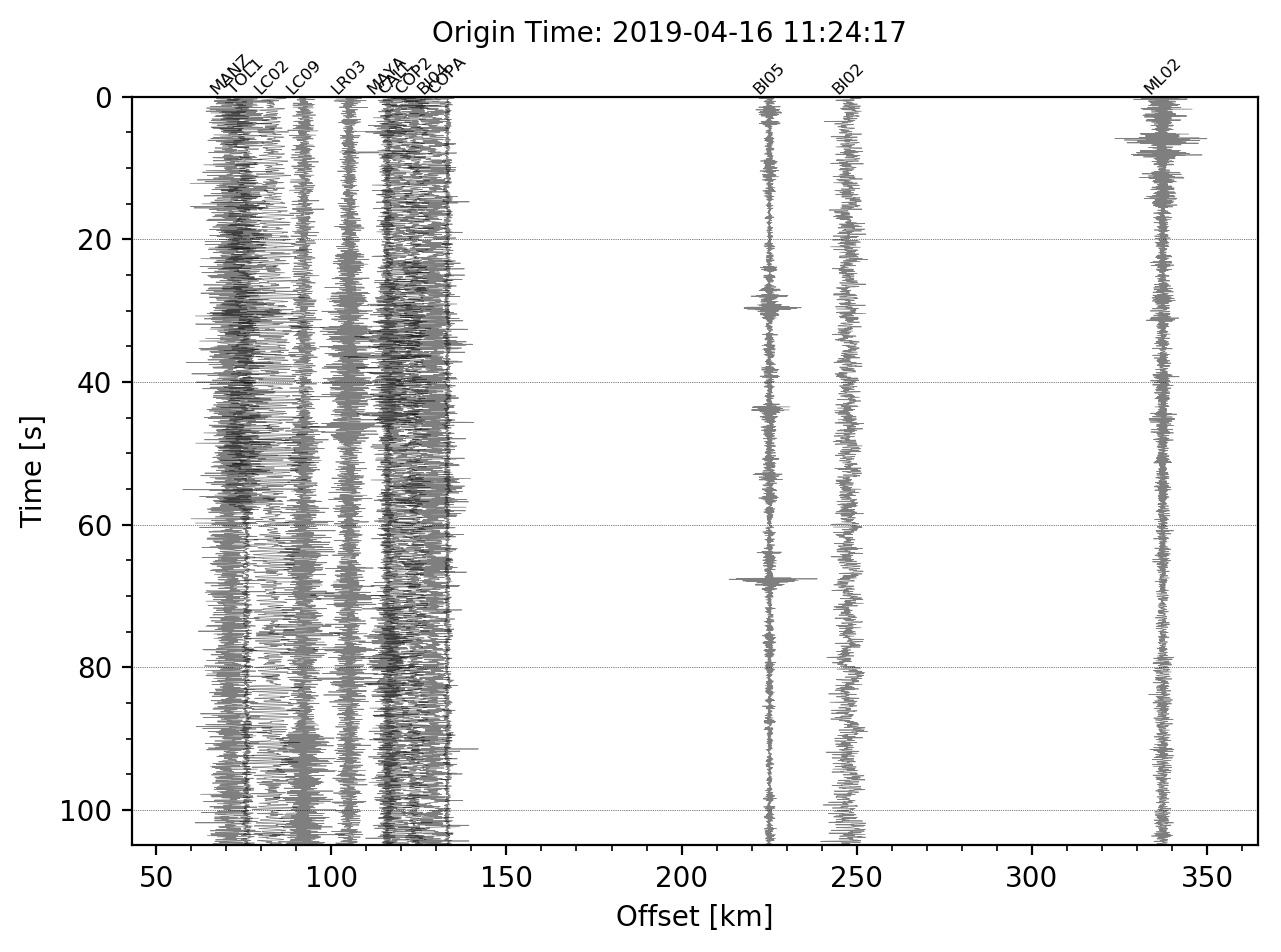 Origin Time: 2019-04-16 11:24:17
MANZ TOL1 LC02 LC09 LR03 MAYA COP2 BI04 COPA BI05 BI02 ML02
0
20
40
60
80
100
Time [s]
50 100 150 200 250 300 350
Offset [km]